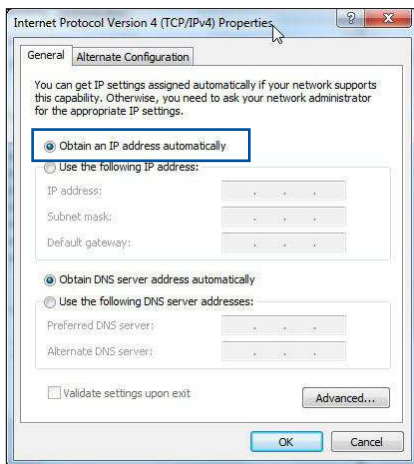 Internet Protocol Version 4 (TCP/IPv4) Properties
General
Alternate Configuration
You can get IP settings assigned automatically if your network supports
this capability. Otherwise, you need to ask your network administrator
for the appropriate IP settings.
Obtain an IP address automatically
Use the following IP address:
IP address:
Subnet mask:
Default gateway:
Obtain DNS server address automatically
Use the following DNS server addresses:
Preferred DNS server:
Alternate DNS server:
Validate settings upon exit
Advanced...
OK
Cancel